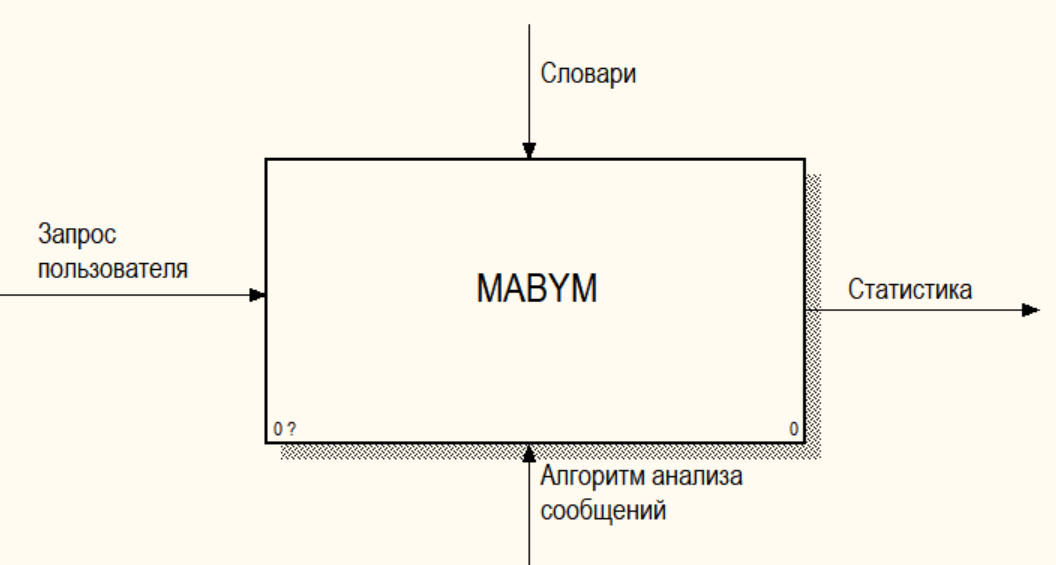 Словари
Запрос
пользователя
MABYM
Статистика
0 ?
0
Алгоритм анализа
сообщений